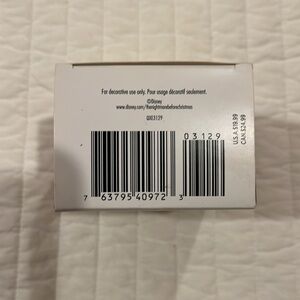 For decorative use only. Pour usage décoratif seulement.
©Disney
www.disney.com/thenightmarebeforechristmas
QXI3129
03129
7 63795 40972 3
U.S.A. $19.99
CAN. $24.99